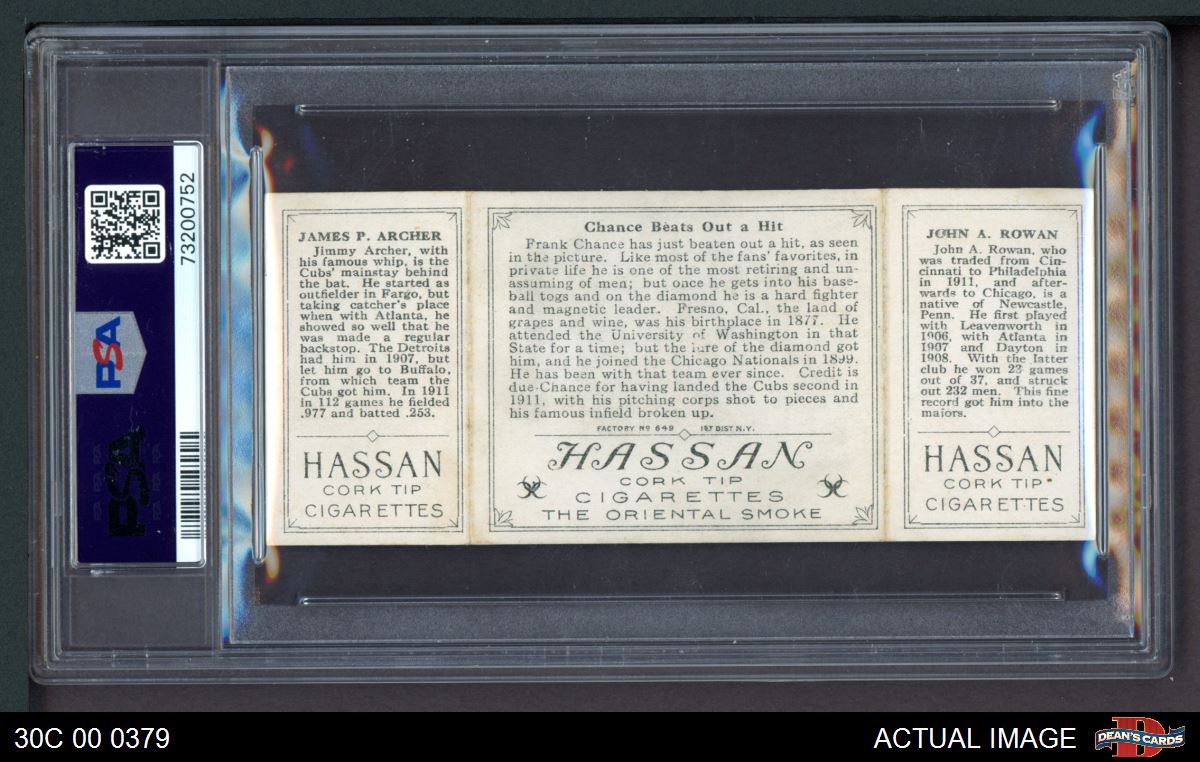 73200752
PSA
PSA
JAMES P. ARCHER
Jimmy Archer, with
his famous whip, is the
Cubs' mainstay behind
the bat. He started as
outfielder in Fargo, but
taking catcher's place
when with Atlanta, he
showed so well that he
was made a regular
backstop. The Detroits
had him in 1907, but
let him go to Buffalo,
from which team the
Cubs got him. In 1911
in 112 games he fielded
.977 and batted .253.
HASSAN
CORK TIP
CIGARETTES
Chance Beats Out a Hit
Frank Chance has just beaten out a hit, as seen
in the picture. Like most of the fans' favorites, in
private life he is one of the most retiring and un-
assuming of men; but once he gets into his base-
ball togs and on the diamond he is a hard fighter
and magnetic leader. Fresno, Cal., the land of
grapes and wine, was his birthplace in 1877. He
attended the University of Washington in that
State for a time; but the lure of the diamond got
him, and he joined the Chicago Nationals in 1899.
He has been with that team ever since. Credit is
due Chance for having landed the Cubs second in
1911, with his pitching corps shot to pieces and
his famous infield broken up.
FACTORY Nº 649 1ST DIST N.Y.
HASSAN
CORK TIP
CIGARETTES
THE ORIENTAL SMOKE
JOHN A. ROWAN
John A. Rowan, who
was traded from Cin-
cinnati to Philadelphia
in 1911, and after-
wards to Chicago, is a
native of Newcastle,
Penn. He first played
with Leavenworth in
1906, with Atlanta in
1907 and Dayton in
1908. With the latter
club he won 23 games
out of 37, and struck
out 232 men. This fine
record got him into the
majors.
HASSAN
CORK TIP
CIGARETTES
30C 00 0379
ACTUAL IMAGE
DEAN'S CARDS